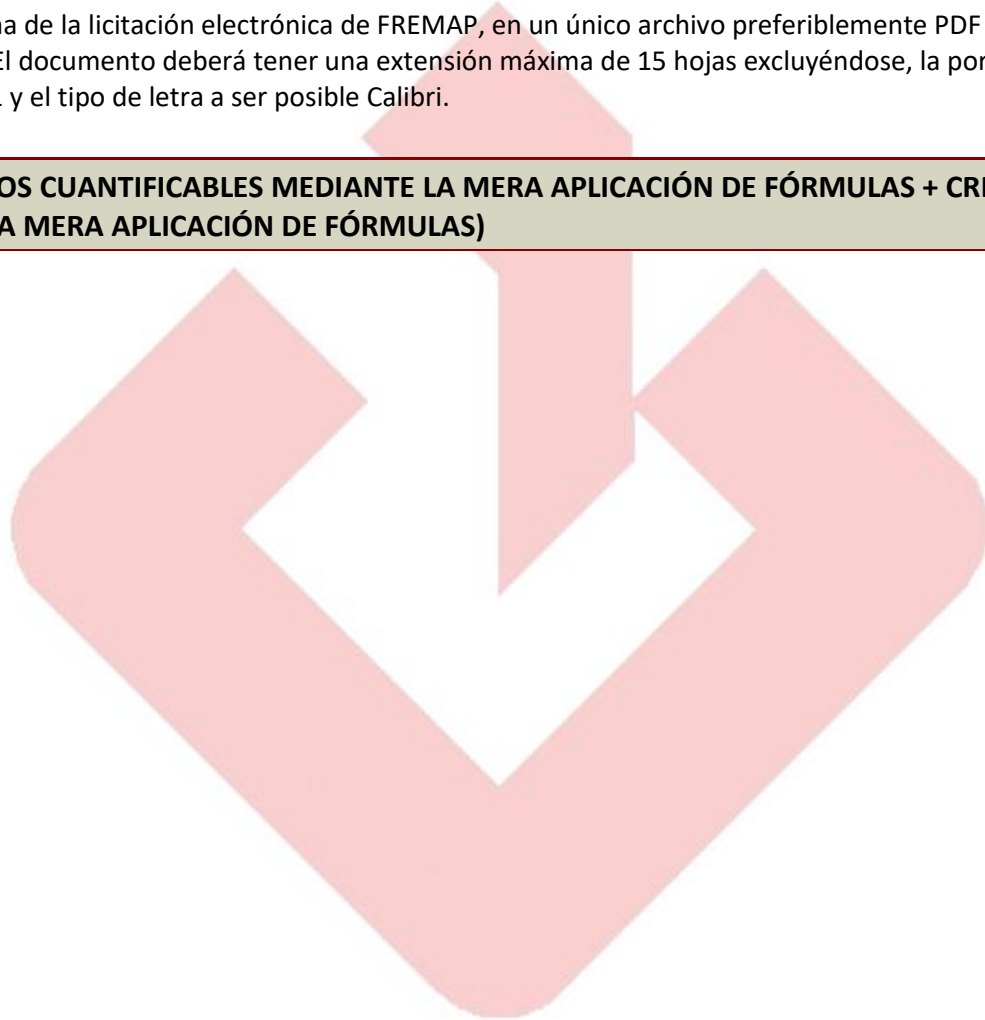 na de la licitación electrónica de FREMAP, en un único archivo preferiblemente PDF
El documento deberá tener una extensión máxima de 15 hojas excluyéndose, la por
y el tipo de letra a ser posible Calibri.
OS CUANTIFICABLES MEDIANTE LA MERA APLICACIÓN DE FÓRMULAS + CRI
A MERA APLICACIÓN DE FÓRMULAS)